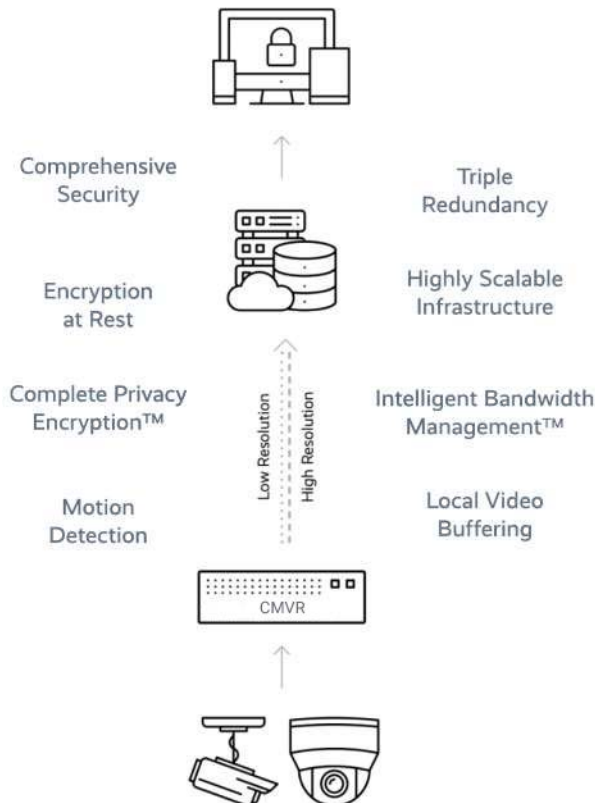 Comprehensive
Security
Triple
Redundancy
Encryption
at Rest
Highly Scalable
Infrastructure
Complete Privacy
Encryption™
Low Resolution
High Resolution
Intelligent Bandwidth
Management™
Motion
Detection
Local Video
Buffering
CMVR